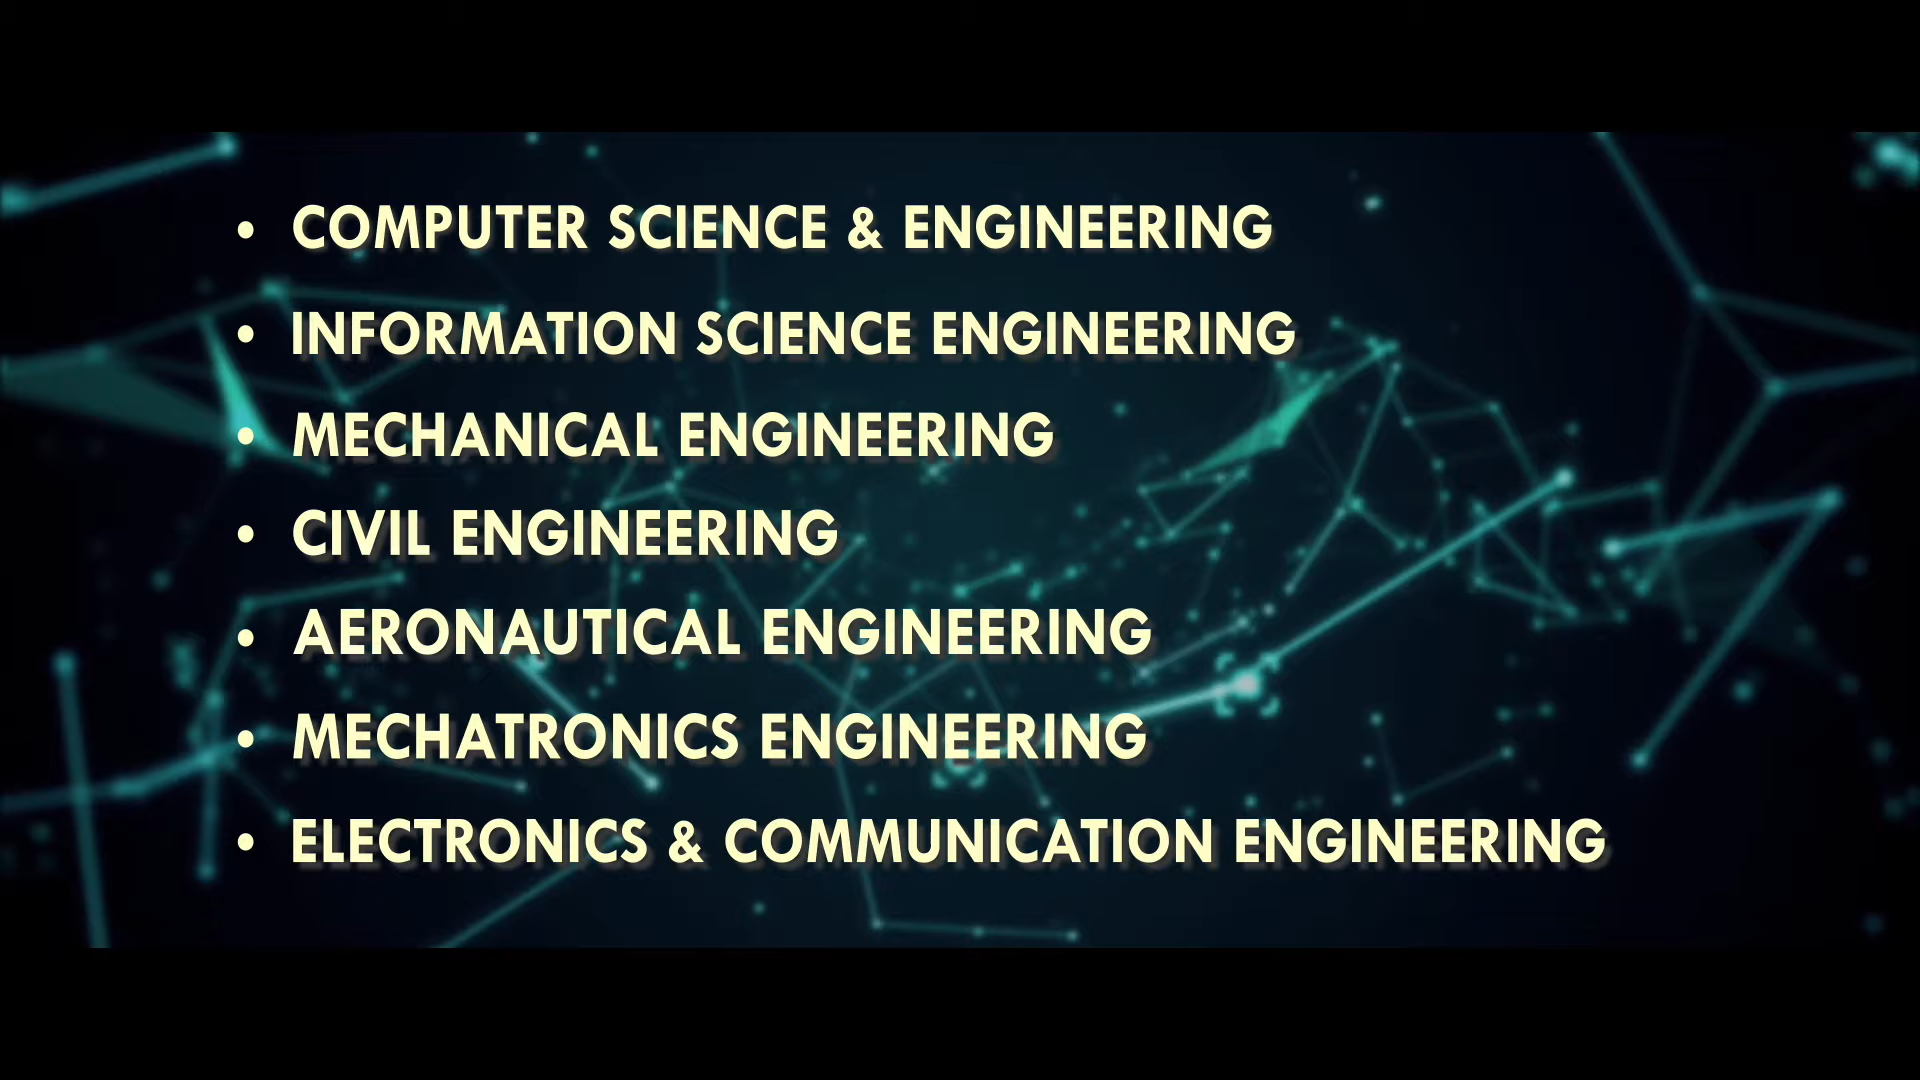 • COMPUTER SCIENCE & ENGINEERING
• INFORMATION SCIENCE ENGINEERING
• MECHANICAL ENGINEERING
• CIVIL ENGINEERING
• AERONAUTICAL ENGINEERING
• MECHATRONICS ENGINEERING
• ELECTRONICS & COMMUNICATION ENGINEERING